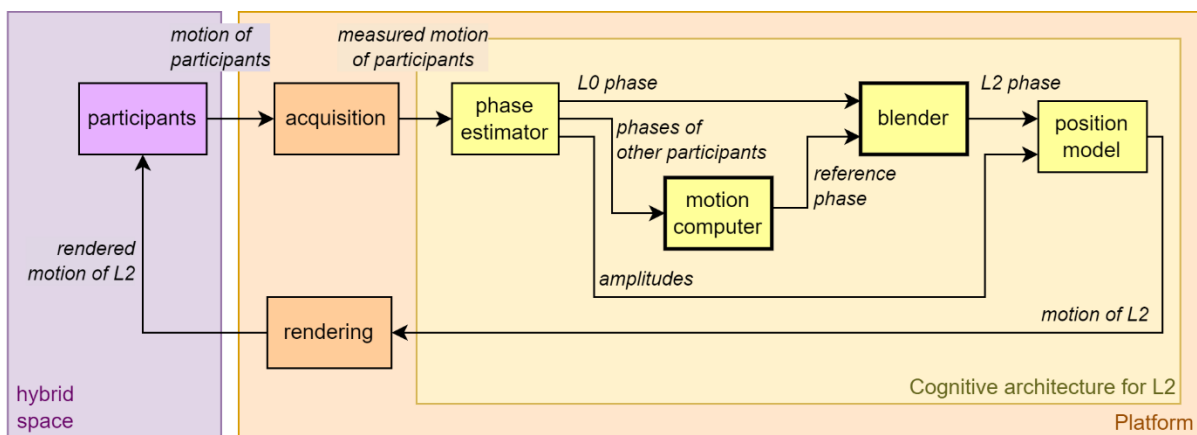 motion of
participants
measured motion
of participants
participants
acquisition
phase
estimator
L0 phase
phases of
other participants
motion
computer
reference
phase
blender
L2 phase
position
model
amplitudes
rendered
motion of L2
rendering
motion of L2
hybrid
space
Cognitive architecture for L2
Platform